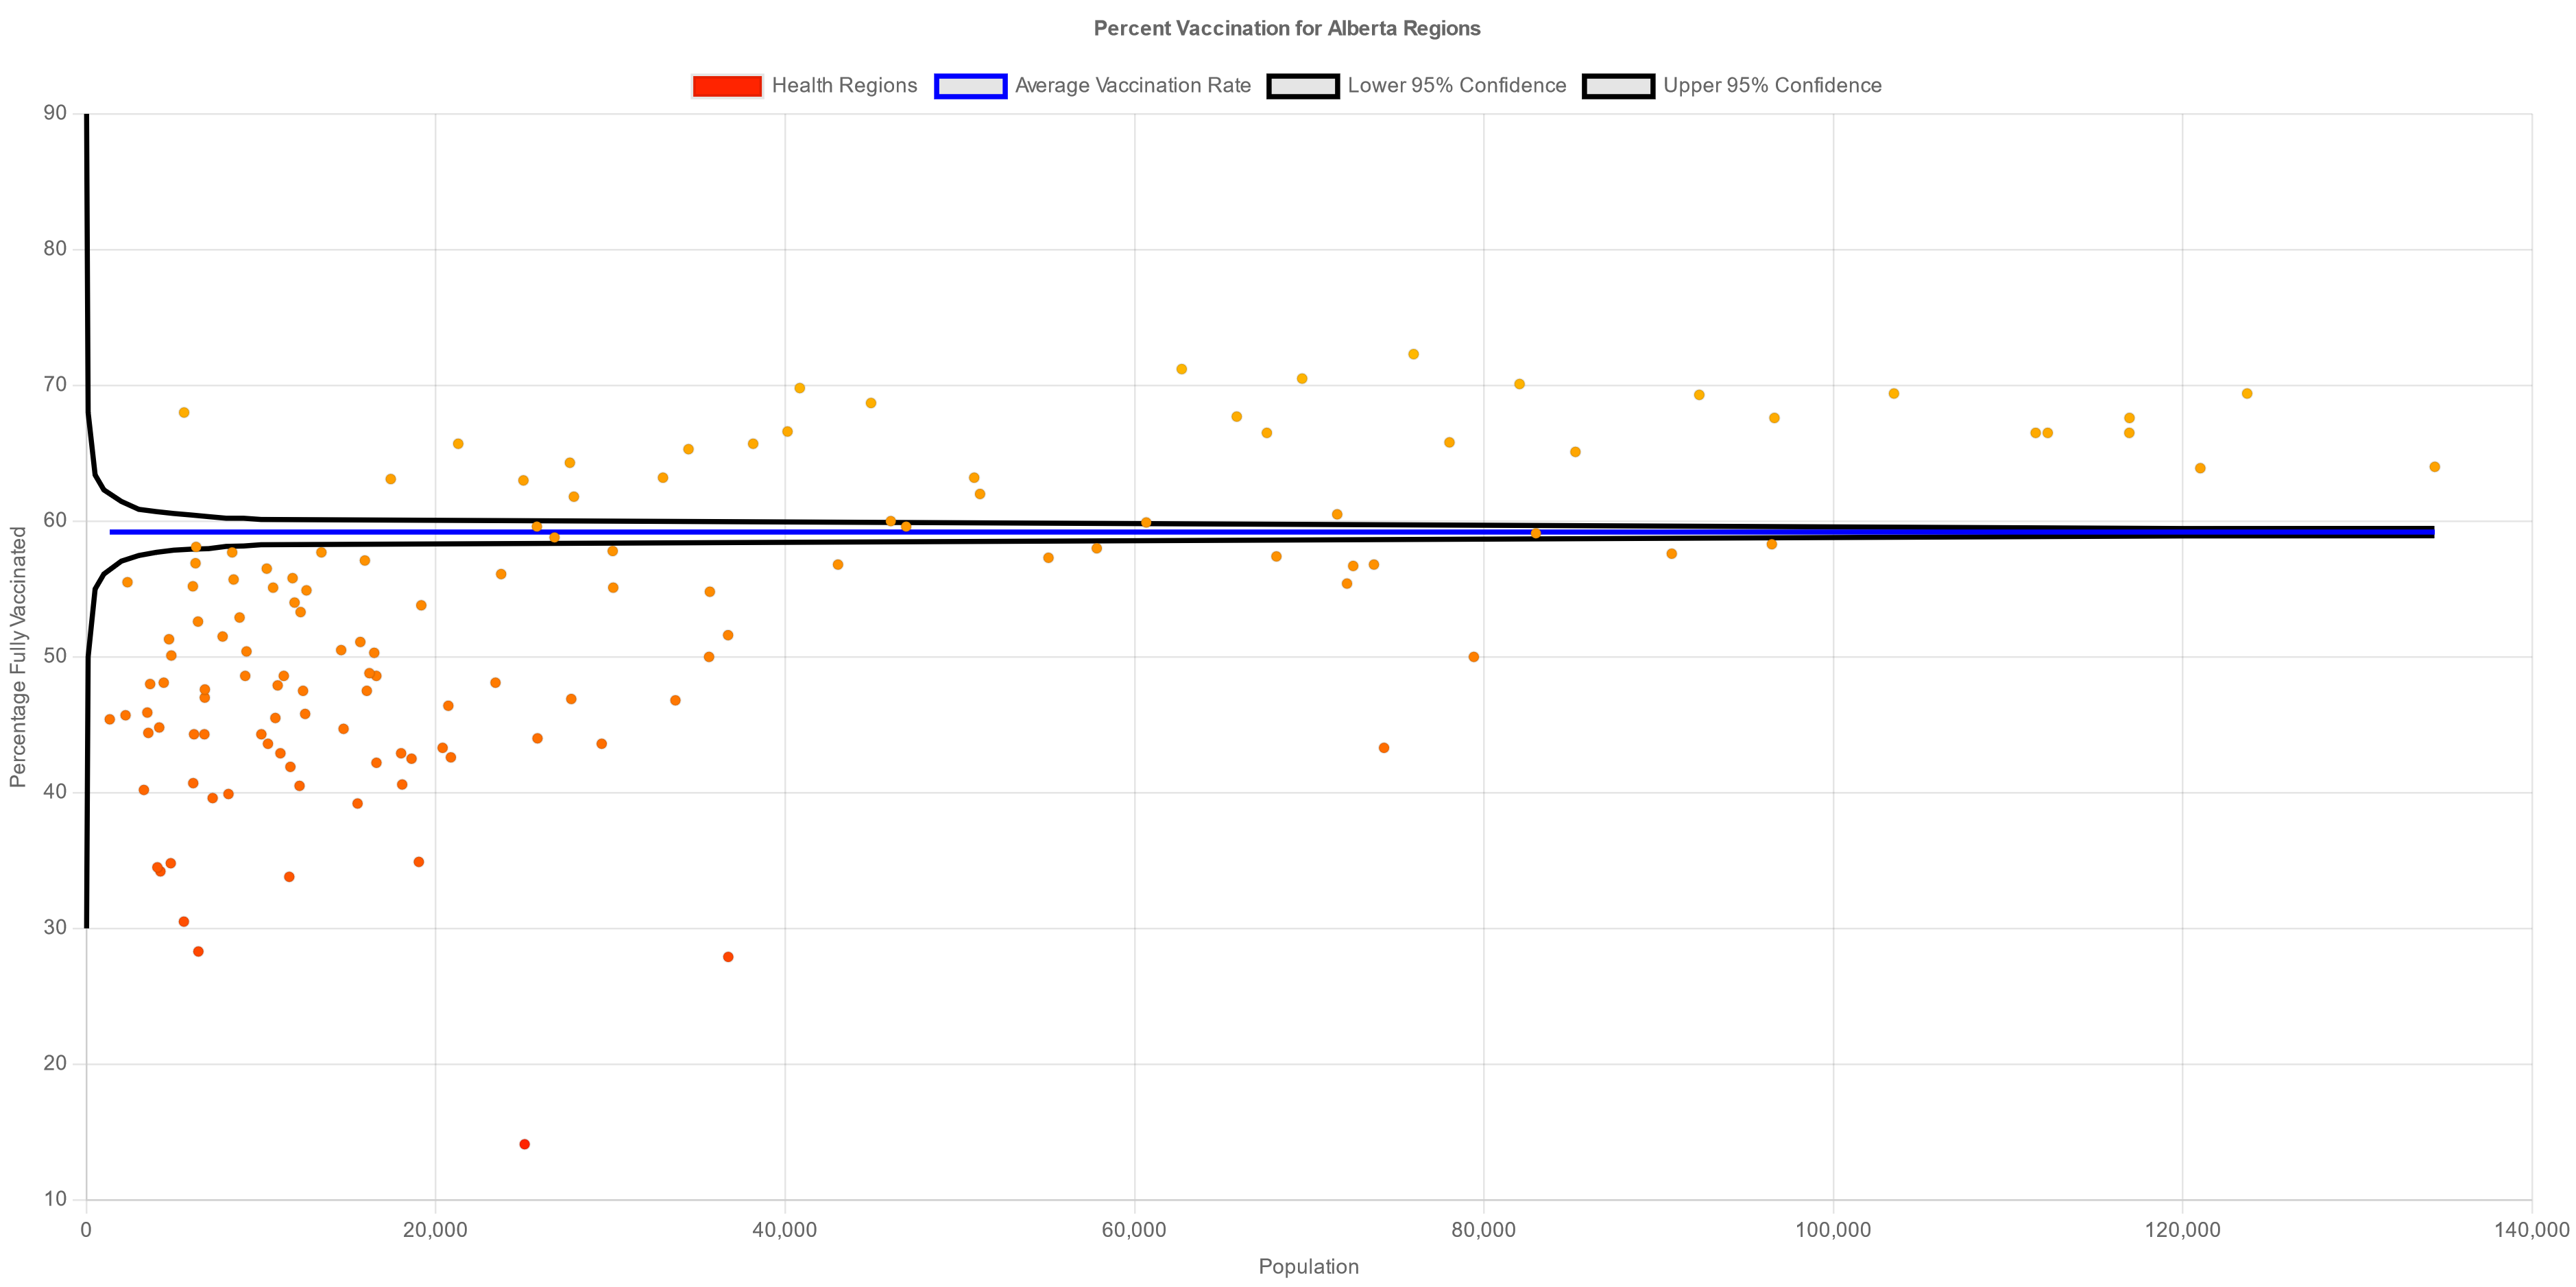 Percent Vaccination for Alberta Regions
Health Regions Average Vaccination Rate Lower 95% Confidence Upper 95% Confidence
90
80
70
60
50
40
30
20
10
Percentage Fully Vaccinated
0 20,000 40,000 60,000 80,000 100,000 120,000 140,000
Population